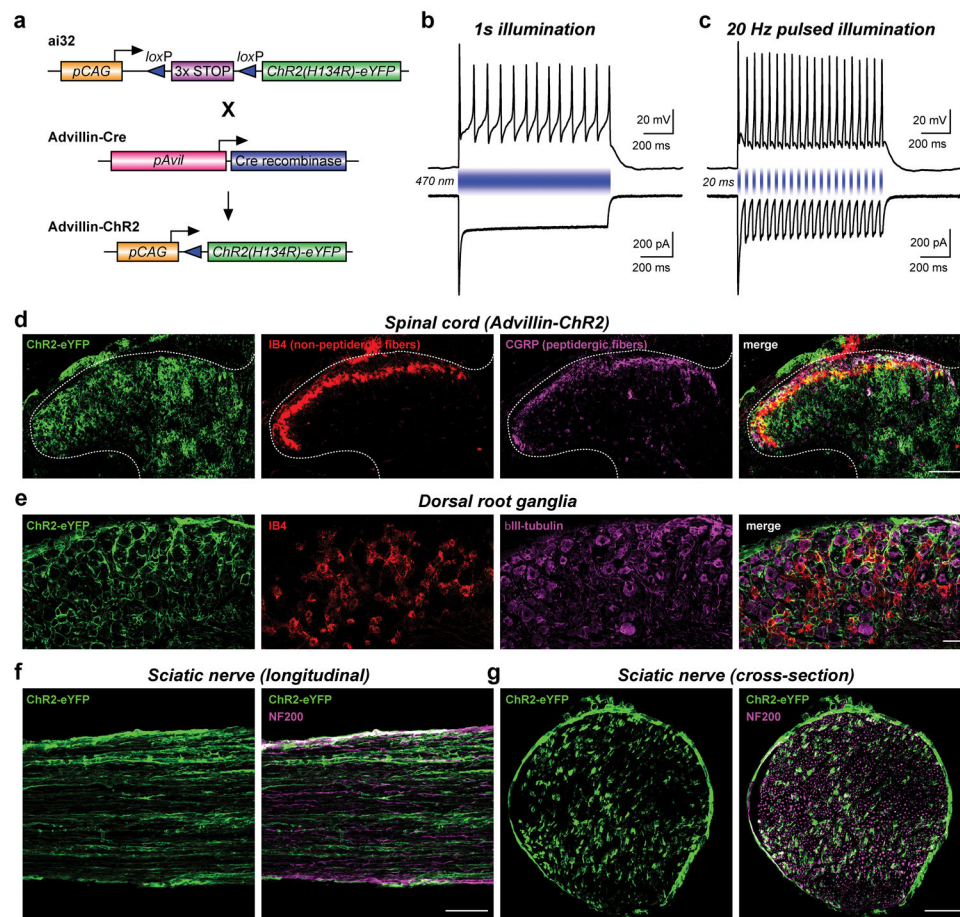 a
ai32
loxP
loxP
pCAG
3x STOP
ChR2(H134R)-eYFP
X
Advillin-Cre
pAvil
Cre recombinase
Advillin-ChR2
pCAG
ChR2(H134R)-eYFP
b
1s illumination
20 mV
200 ms
470 nm
200 pA
200 ms
c
20 Hz pulsed illumination
20 mV
200 ms
20 ms
200 pA
200 ms
d
Spinal cord (Advillin-ChR2)
ChR2-eYFP
IB4 (non-peptidergic fibers)
CGRP (peptidergic fibers)
merge
e
Dorsal root ganglia
ChR2-eYFP
IB4
bIII-tubulin
merge
f
Sciatic nerve (longitudinal)
ChR2-eYFP
ChR2-eYFP
NF200
g
Sciatic nerve (cross-section)
ChR2-eYFP
ChR2-eYFP
NF200